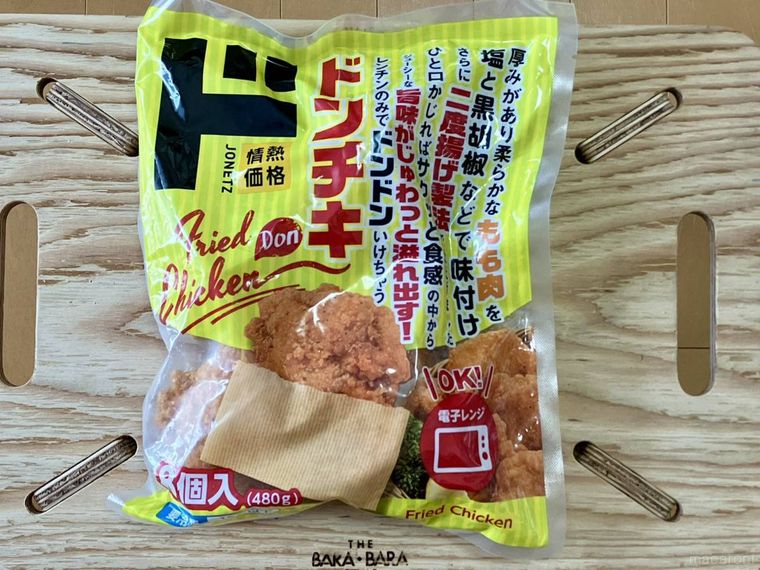 ド
JONETZ
情熱
価格
ドンチキ
Fried
Don
Chicken
厚みがあり柔らかなもも肉を
塩と黒胡椒などで味付け
さらに二度揚げ製法
ひと口かじればサク
と食感の中から
ジューシーな
旨味がじゅわっと溢れ出す!
レンチンのみでドンドンいけちゃう
OK!
電子レンジ
個入(480g)
Fried Chicken
THE
BAKA・BARA
macaroni